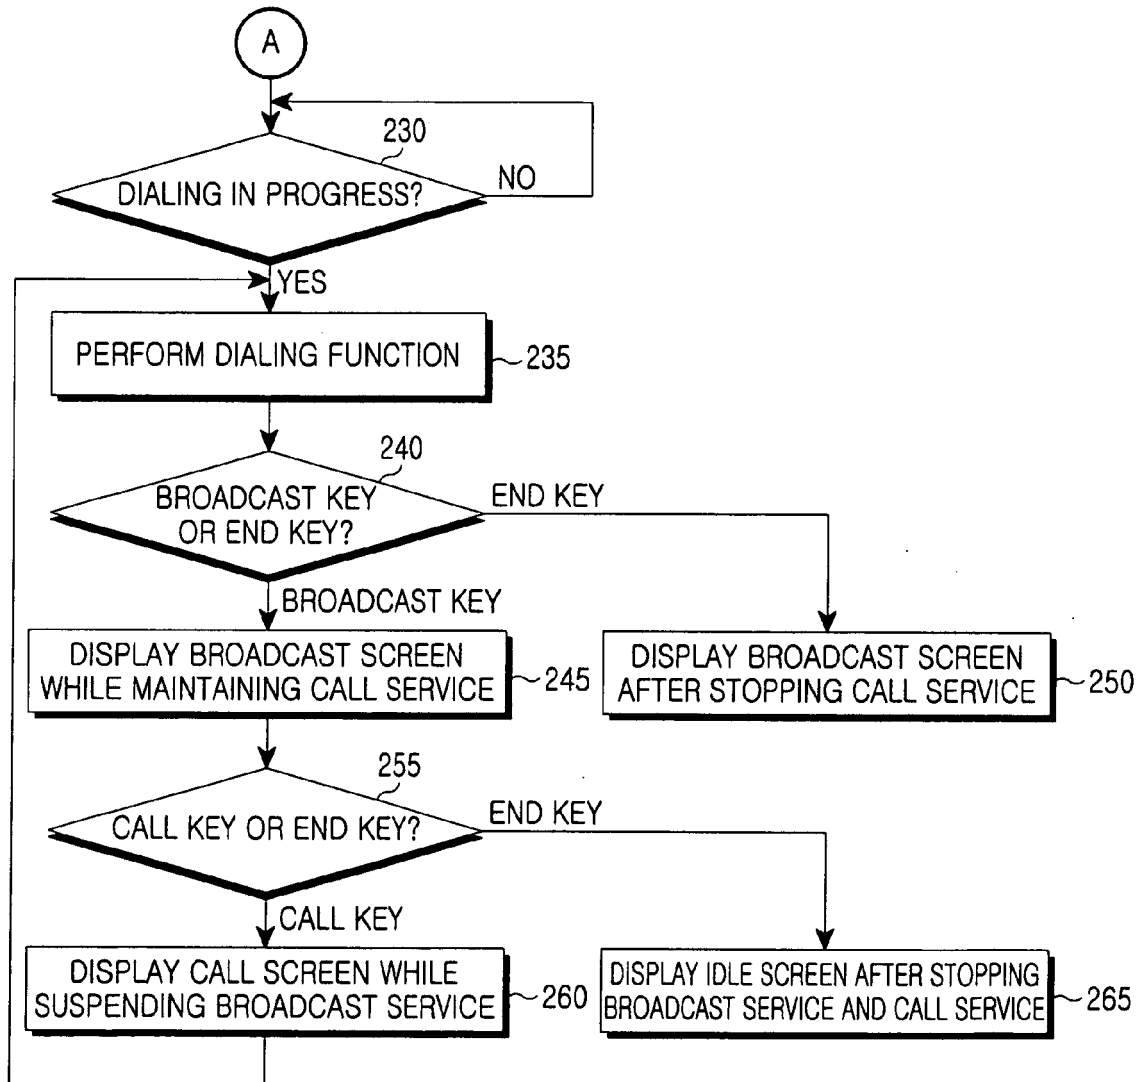 A
230
DIALING IN PROGRESS?
NO
YES
PERFORM DIALING FUNCTION
235
240
BROADCAST KEY
OR END KEY?
END KEY
BROADCAST KEY
DISPLAY BROADCAST SCREEN
WHILE MAINTAINING CALL SERVICE
245
DISPLAY BROADCAST SCREEN
AFTER STOPPING CALL SERVICE
250
255
CALL KEY OR END KEY?
END KEY
CALL KEY
DISPLAY CALL SCREEN WHILE
SUSPENDING BROADCAST SERVICE
260
DISPLAY IDLE SCREEN AFTER STOPPING
BROADCAST SERVICE AND CALL SERVICE
265